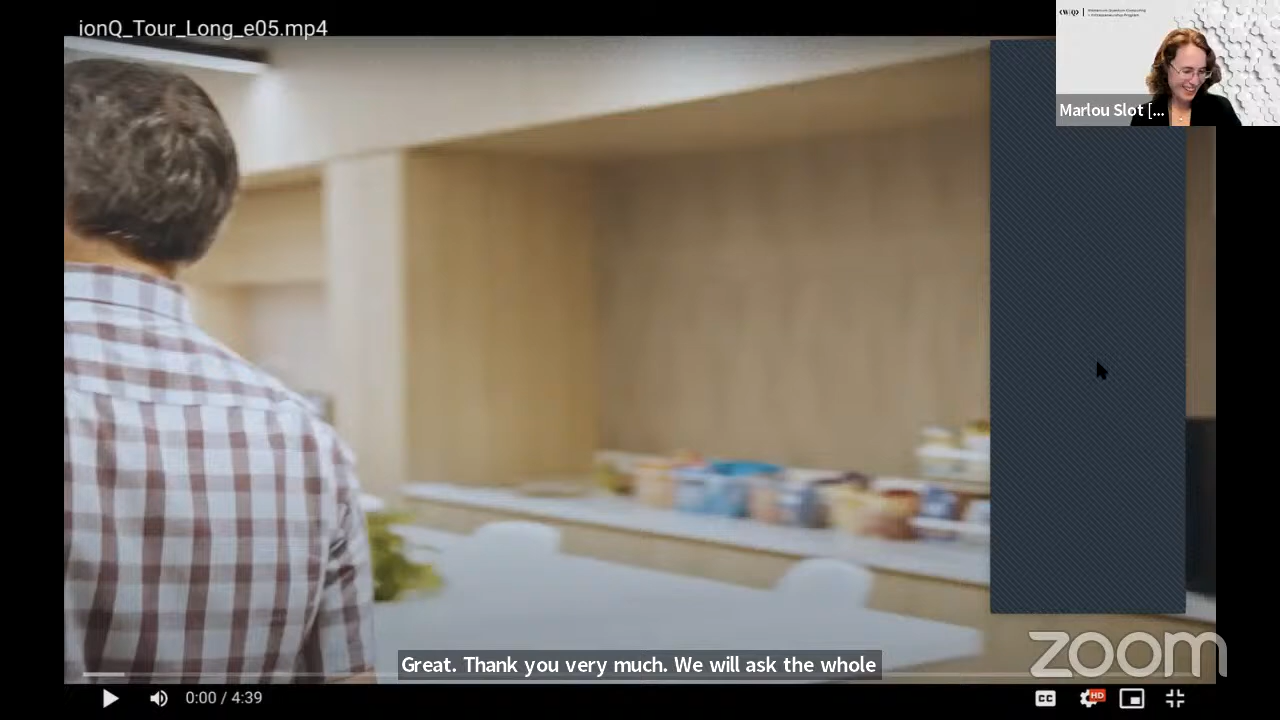 ionQ_Tour_Long_e05.mp4
Marlou Slot [...
Great. Thank you very much. We will ask the whole
zoom
0:00 / 4:39
CC
HD